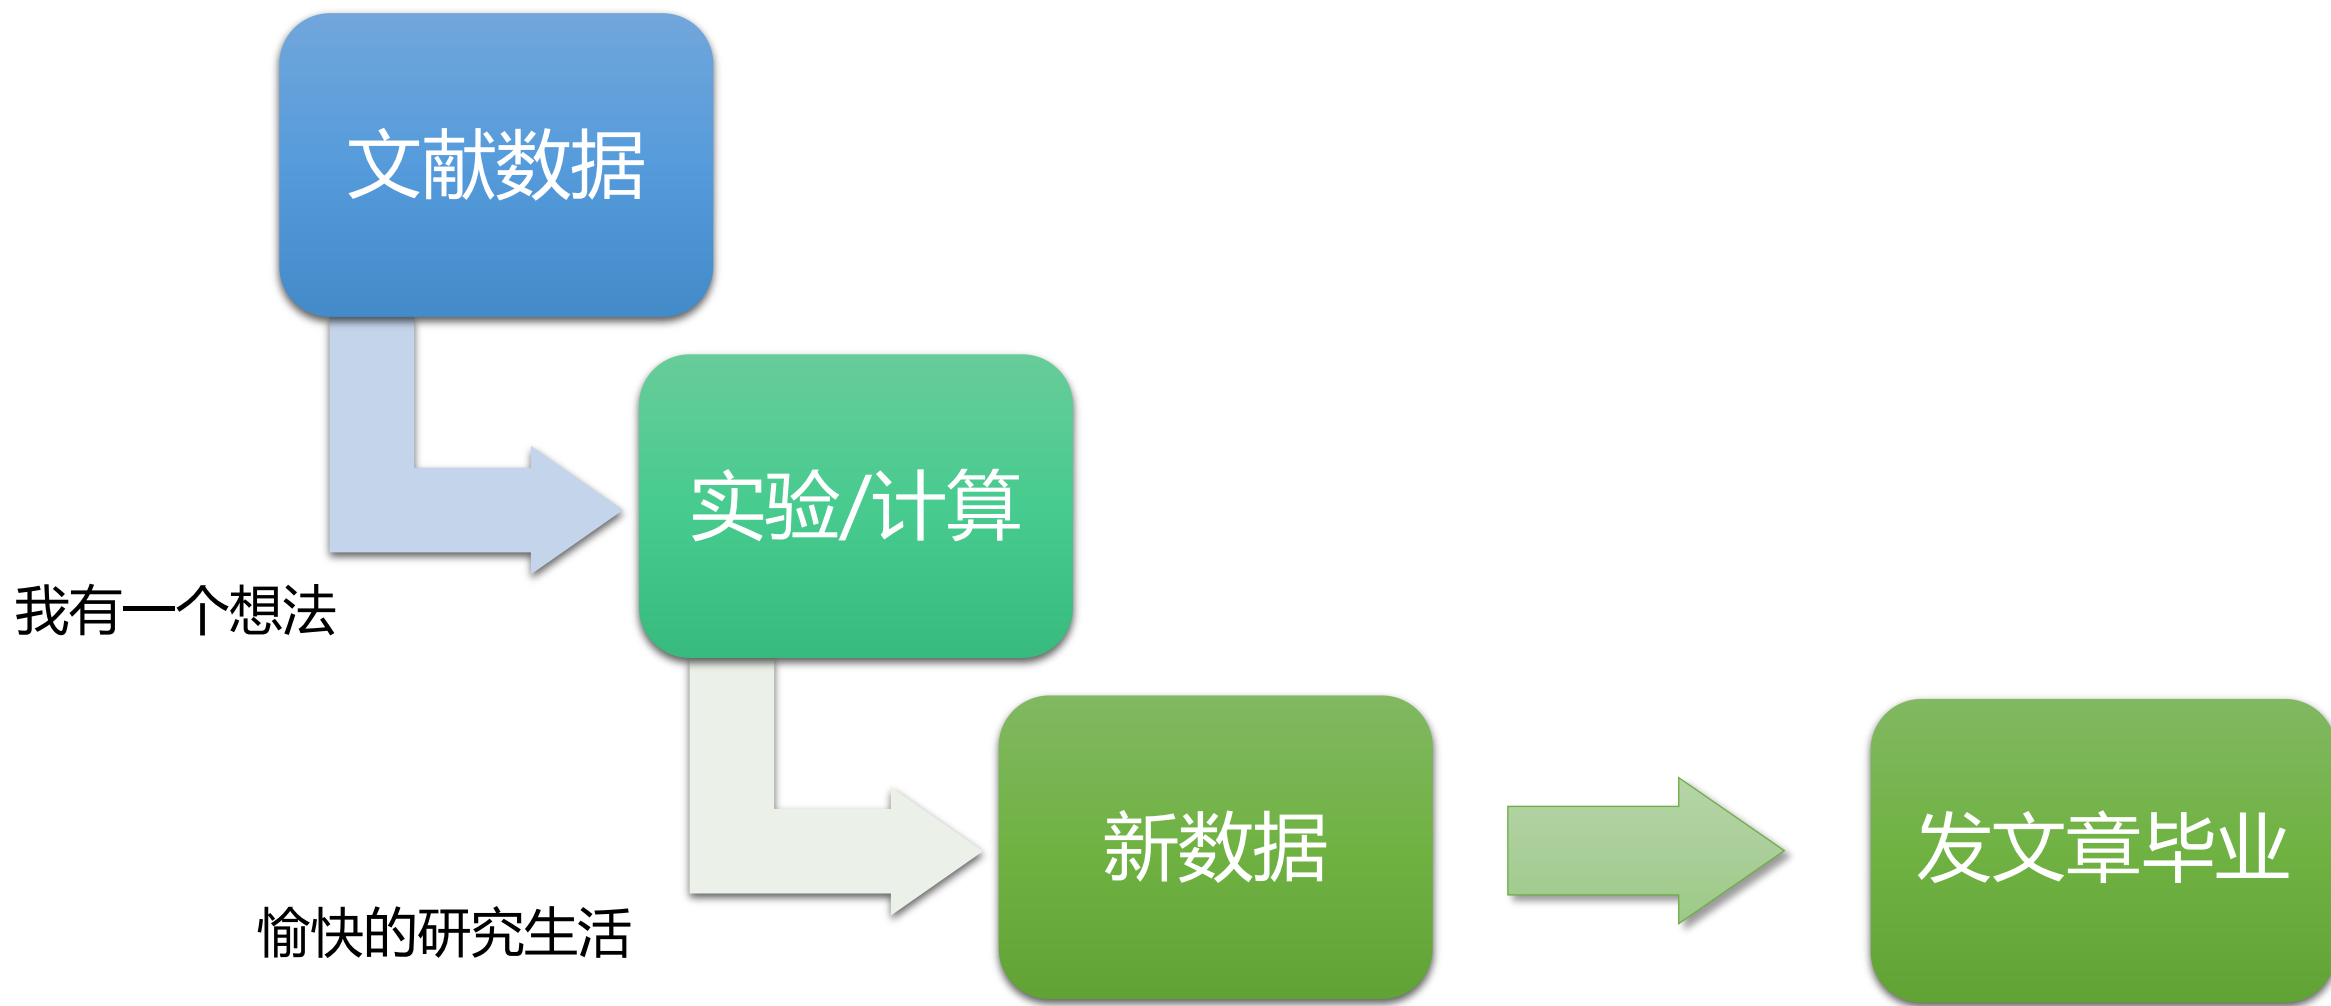 文献数据
实验/计算
我有一个想法
新数据
发文章毕业
愉快的研究生活